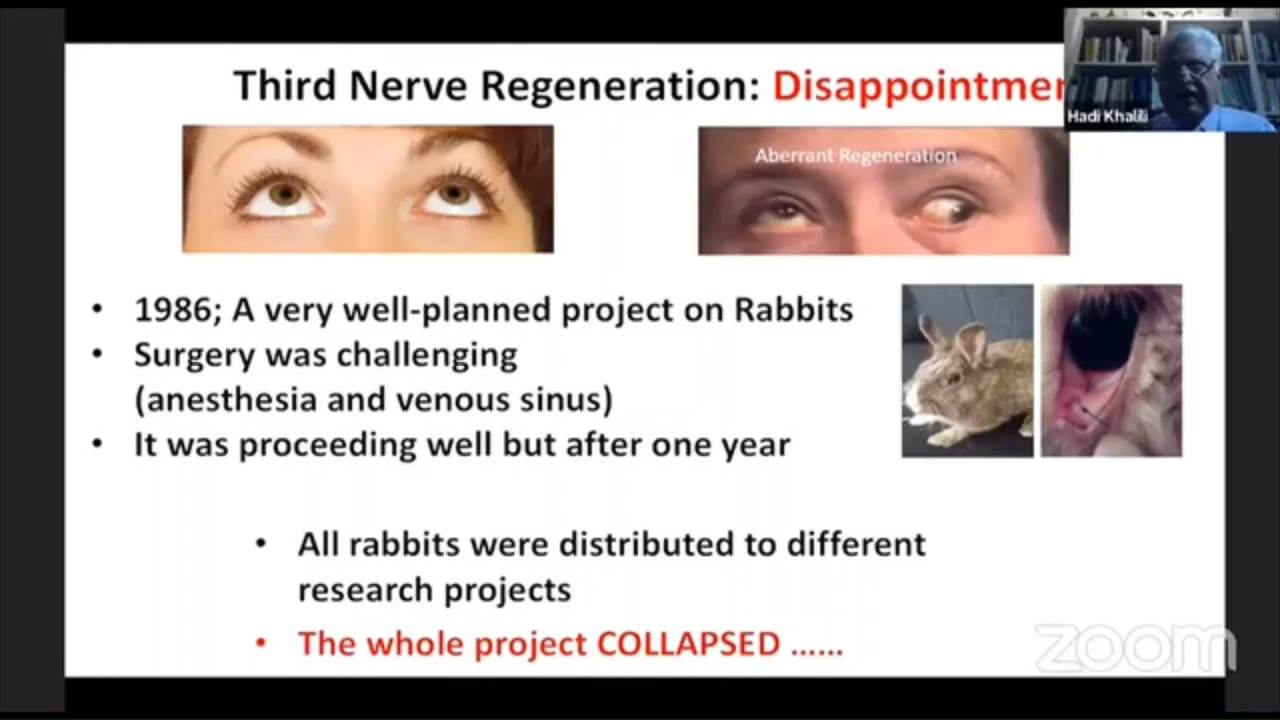 Third Nerve Regeneration: Disappointmen
Hadi Khalili
Aberrant Regeneration
• 1986; A very well-planned project on Rabbits
• Surgery was challenging
(anesthesia and venous sinus)
• It was proceeding well but after one year
• All rabbits were distributed to different
research projects
• The whole project COLLAPSED ......
zoom